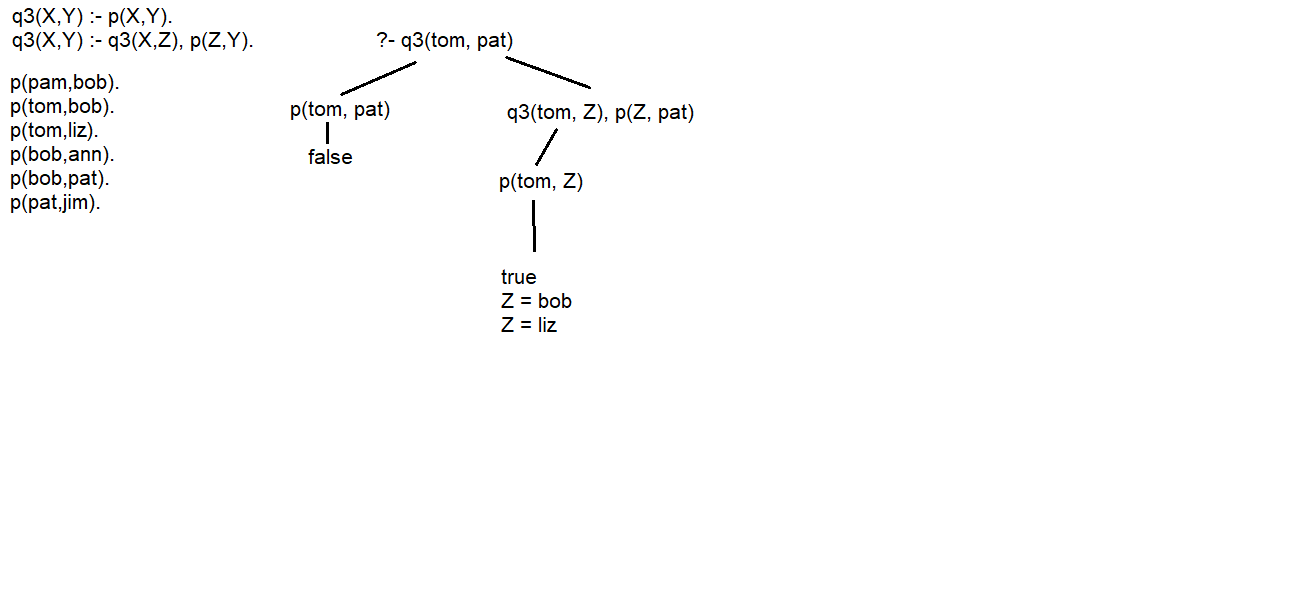 q3(X,Y) :- p(X,Y).
q3(X,Y) :- q3(X,Z), p(Z,Y).
p(pam,bob).
p(tom,bob).
p(tom,liz).
p(bob,ann).
p(bob,pat).
p(pat,jim).
?- q3(tom, pat)
p(tom, pat)
false
q3(tom, Z), p(Z, pat)
p(tom, Z)
true
Z = bob
Z = liz